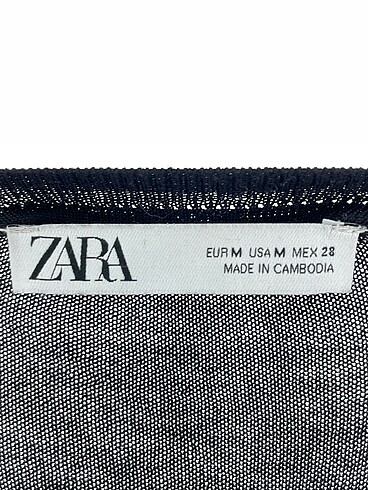 ZARA
EUR M USA M MEX 28
MADE IN CAMBODIA